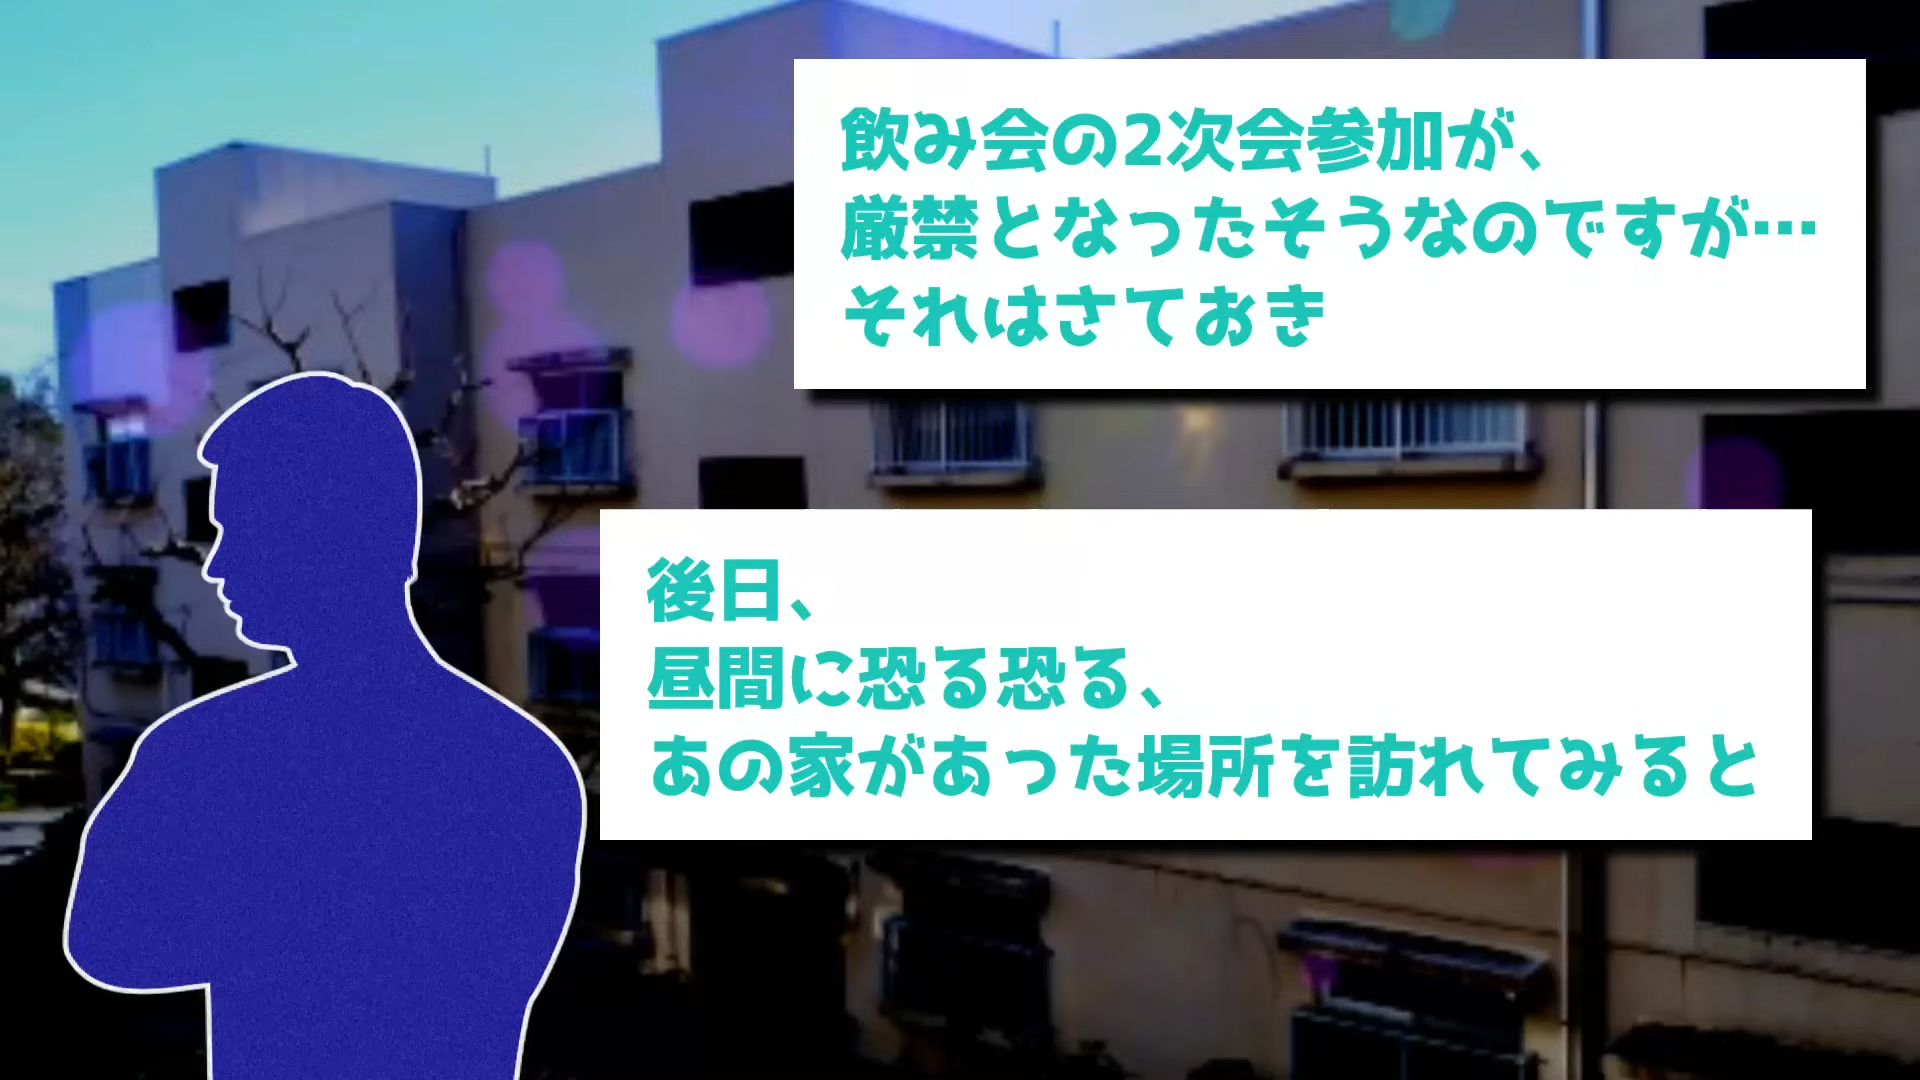 飲み会の2次会参加が、
厳禁となったそうなのですが…
それはさておき
後日、
昼間に恐る恐る、
あの家があった場所を訪れてみると